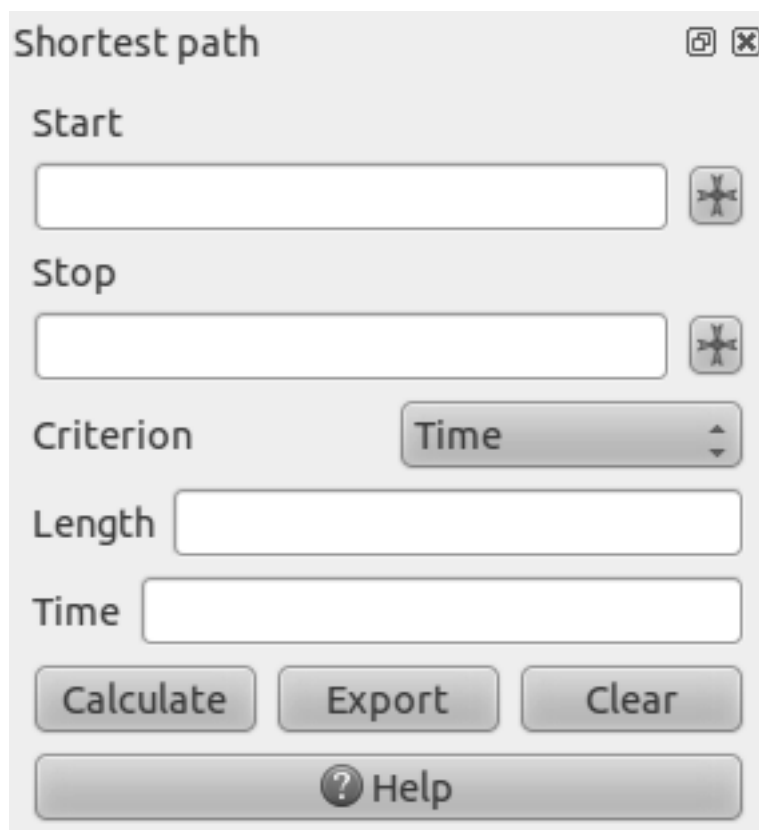 Shortest path
Start
Stop
Criterion Time
Length
Time
Calculate Export Clear
? Help